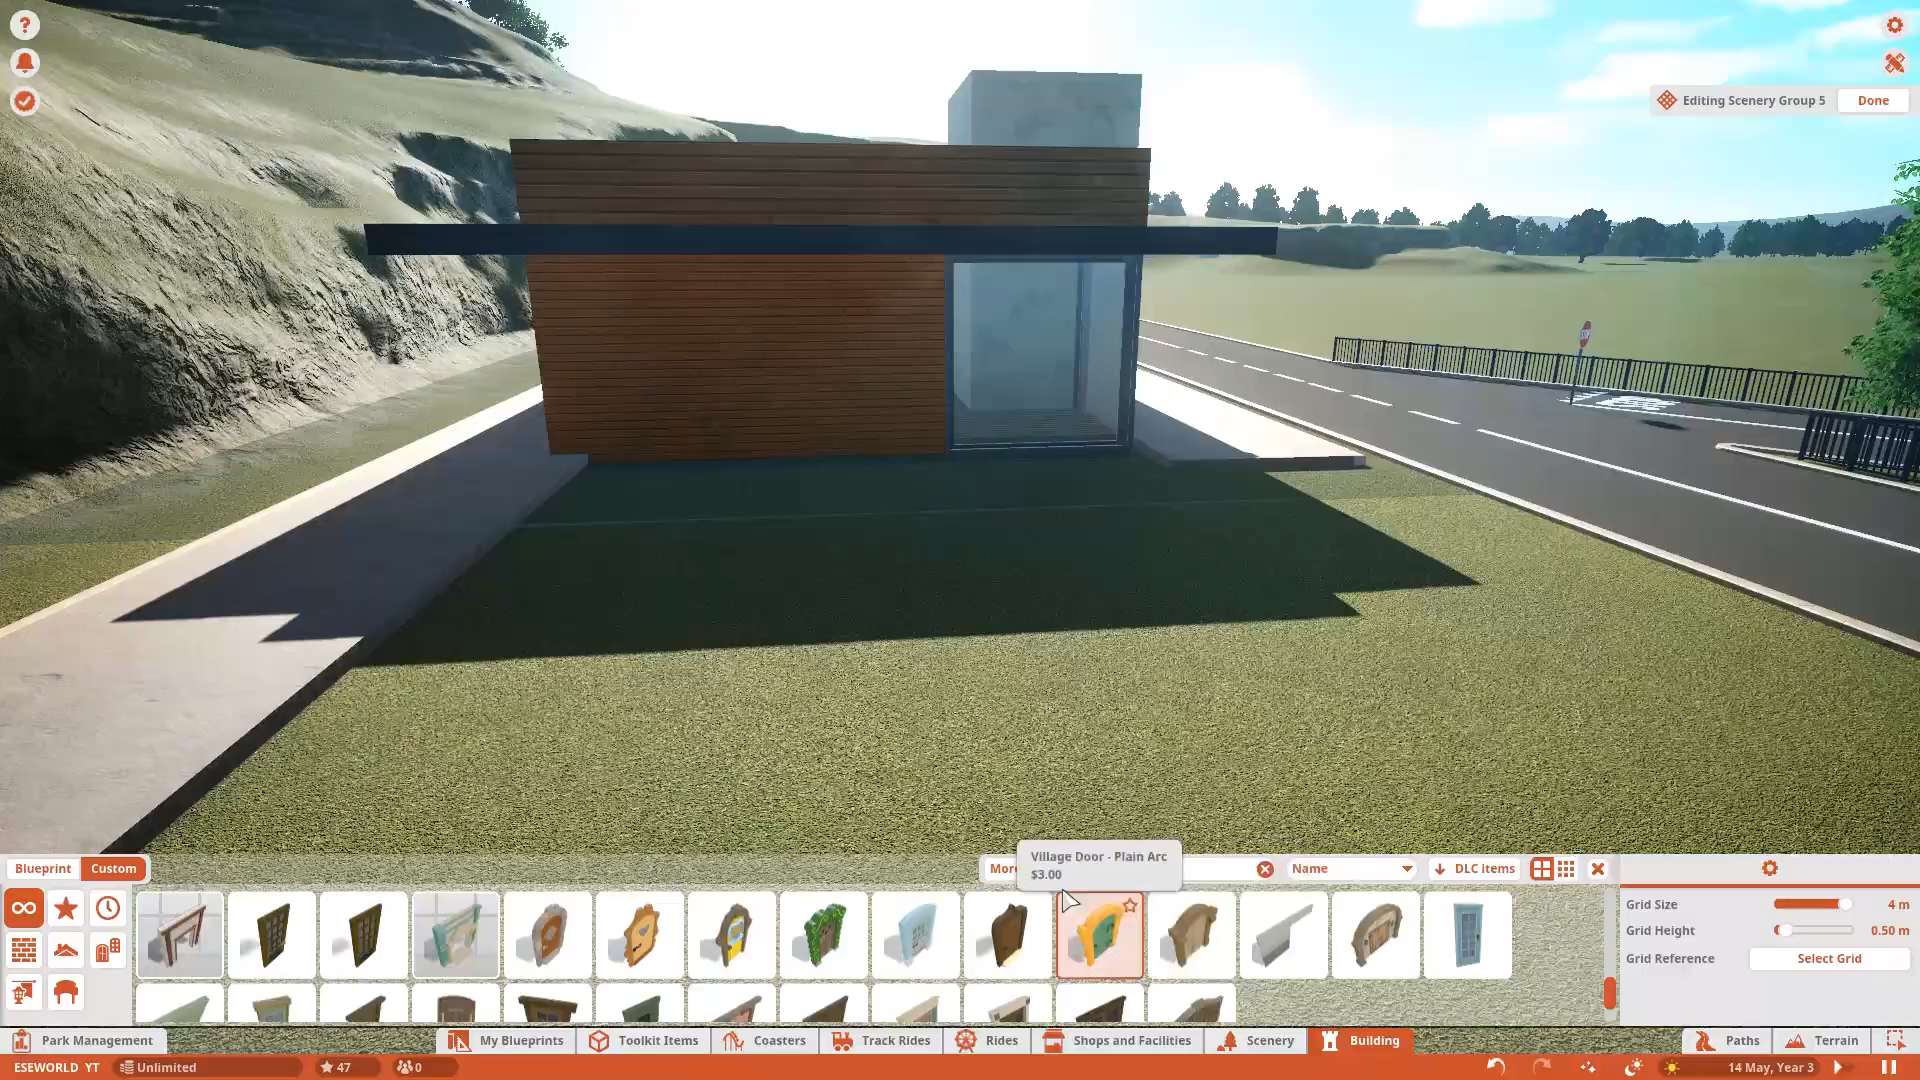 Editing Scenery Group 5
Done
Village Door - Plain Arc
$3.00
Blueprint
Custom
Name
DLC items
Grid Size
4 m
Grid Height
0.50 m
Grid Reference
Select Grid
Park Management
My Blueprints
Toolkit Items
Coasters
Track Rides
Rides
Shops and Facilities
Scenery
Building
Paths
Terrain
ESEWORLD YT
Unlimited
47
0
14 May, Year 3